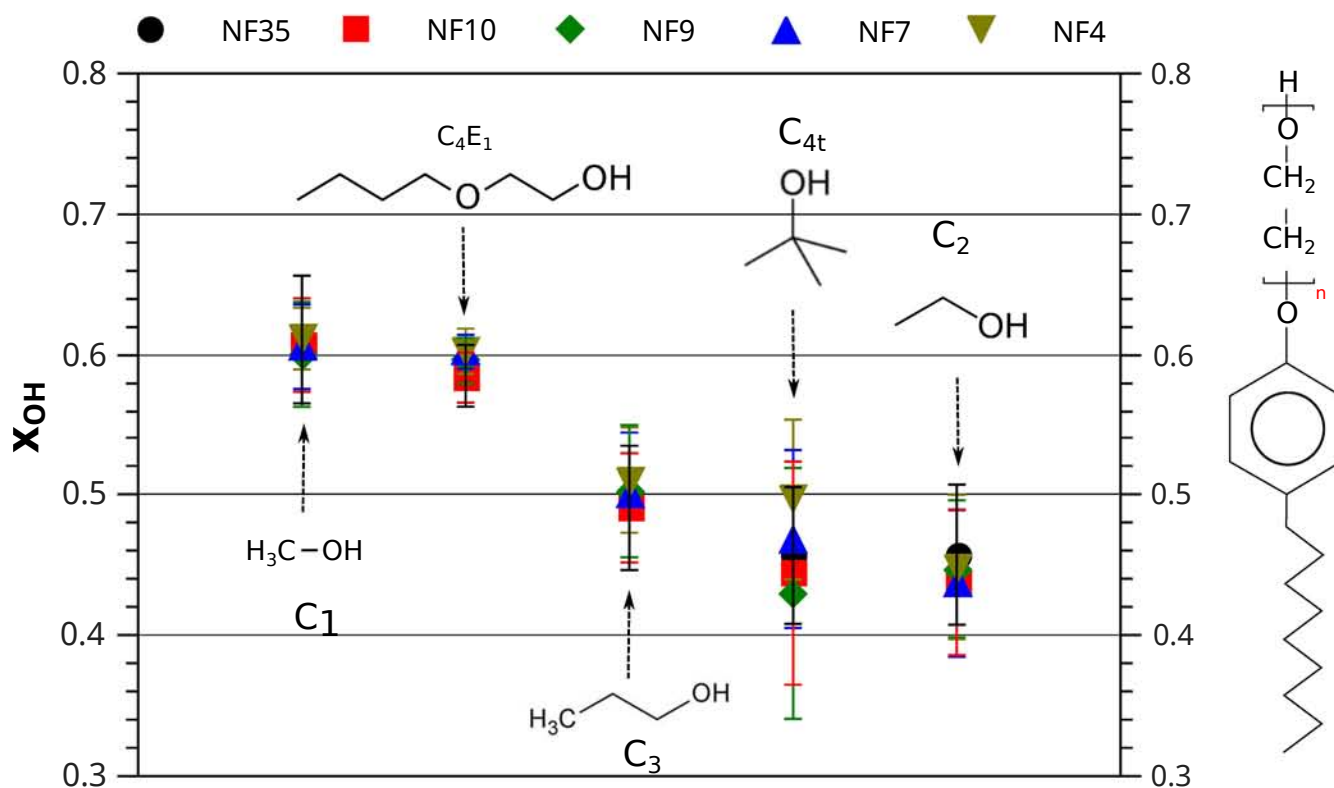 NF35 NF10 NF9 NF7 NF4
0.8 0.8
C₄E₁ C₄t
OH OH
O
0.7 0.7
C₂
OH
0.6 0.6
X_OH
0.5 0.5
H₃C–OH
C1
0.4 0.4
H₃C OH
C₃
0.3 0.3
H
O
CH₂
CH₂
n
O